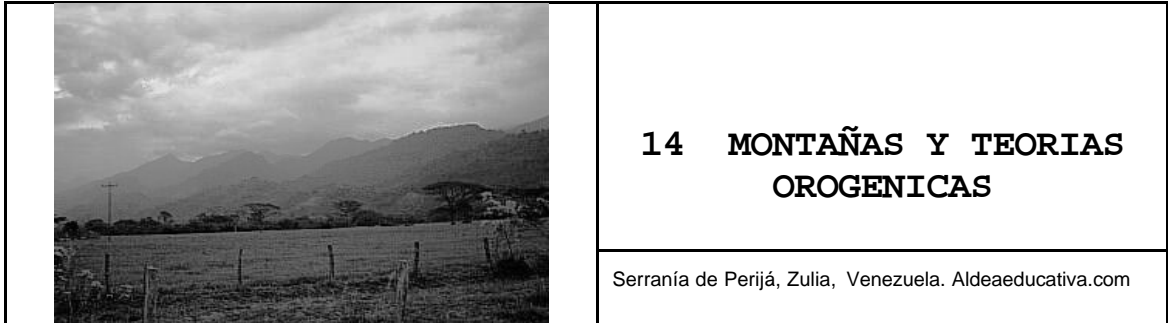 14 MONTAÑAS Y TEORIAS
OROGENICAS
Serranía de Perijá, Zulia, Venezuela. Aldeaeducativa.com